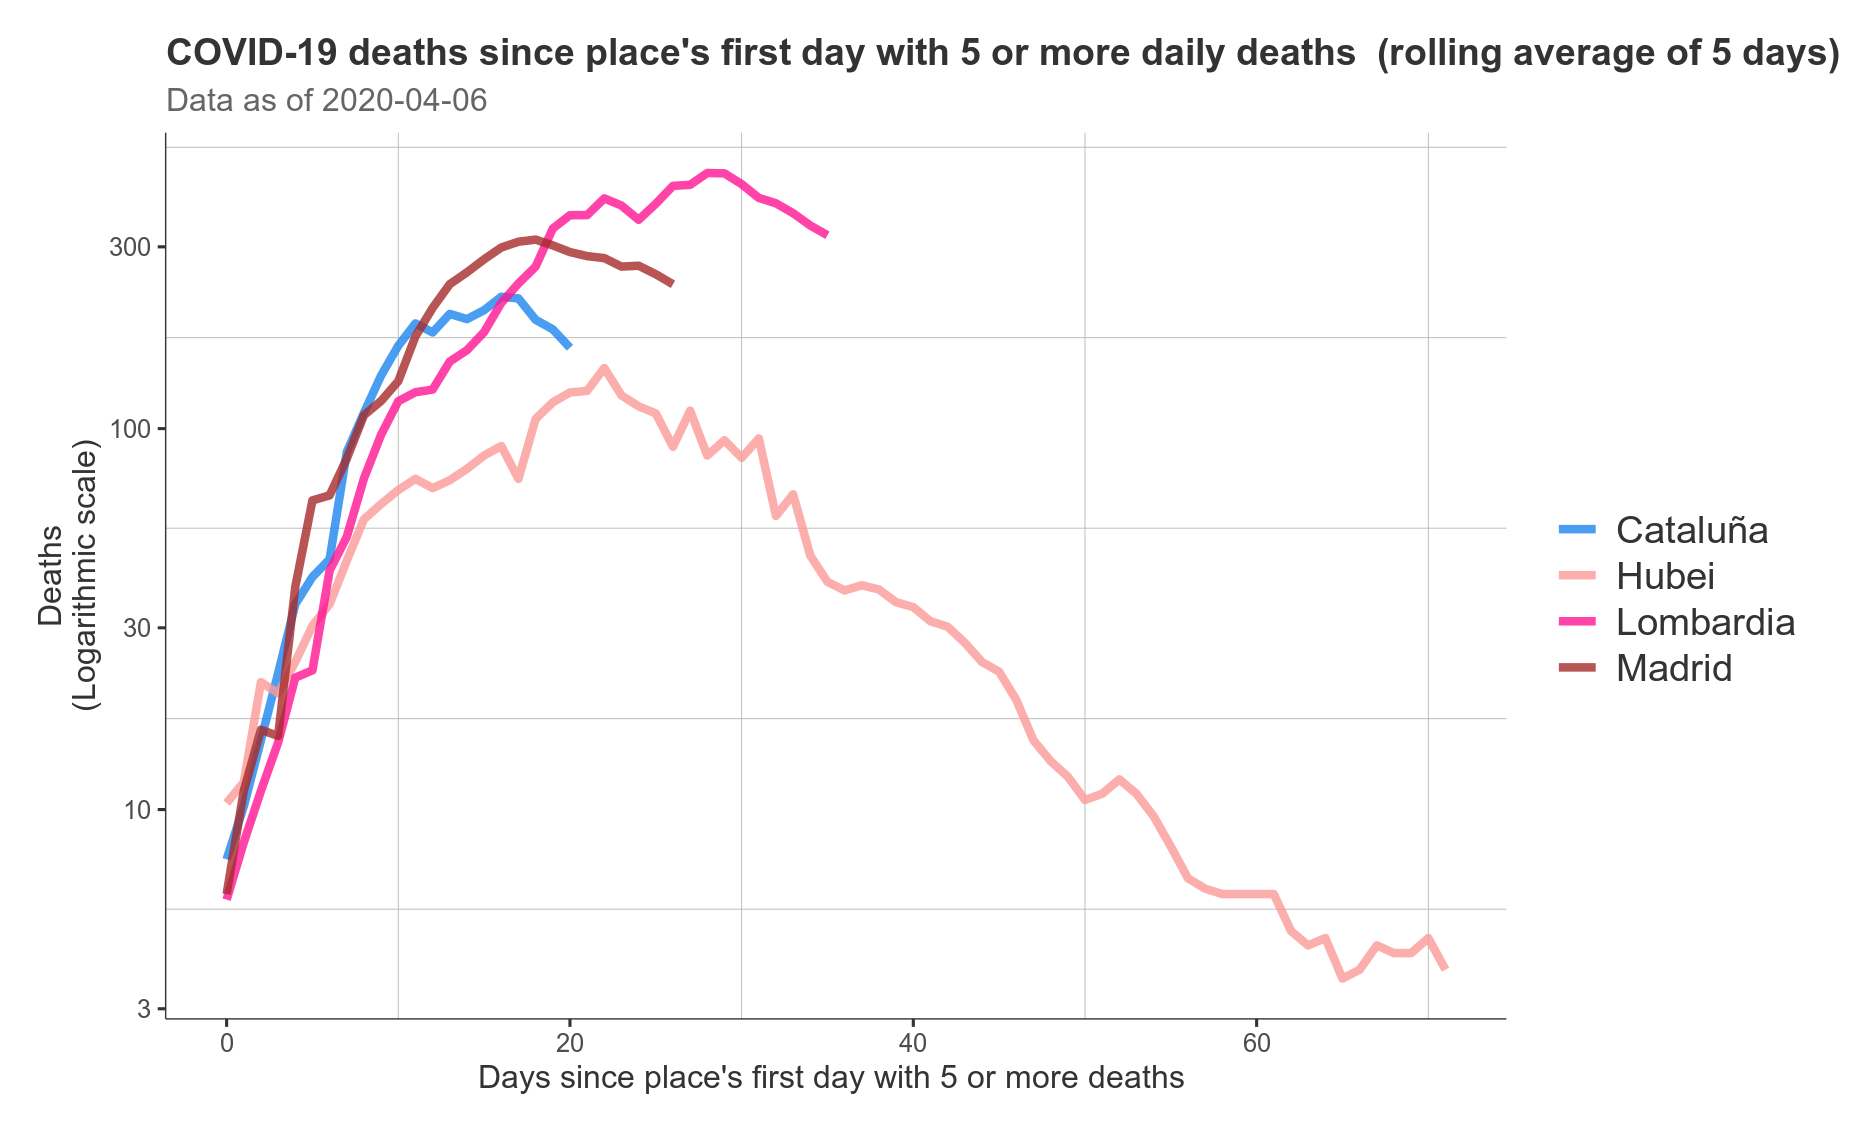 COVID-19 deaths since place's first day with 5 or more daily deaths  (rolling average of 5 days)
Data as of 2020-04-06
Deaths
(Logarithmic scale)
300
100
30
10
3
0
20
40
60
Days since place's first day with 5 or more deaths
Cataluña
Hubei
Lombardia
Madrid